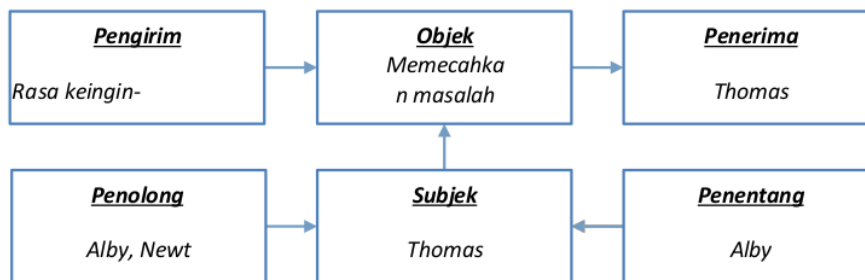 Pengirim
Rasa keingin-
Objek
Memecahka
n masalah
Penerima
Thomas
Penolong
Alby, Newt
Subjek
Thomas
Penentang
Alby